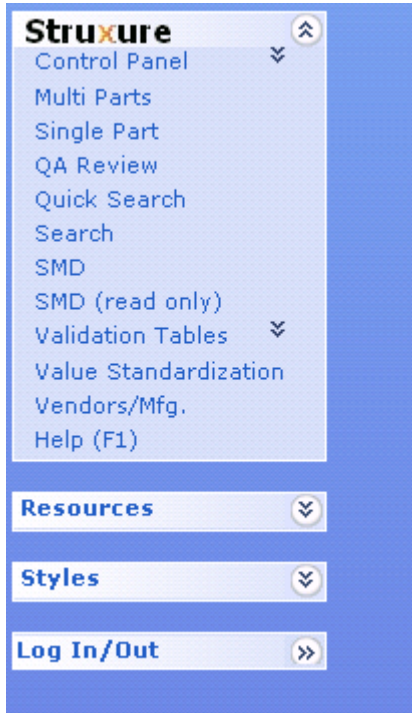 Struxure
Control Panel
Multi Parts
Single Part
QA Review
Quick Search
Search
SMD
SMD (read only)
Validation Tables
Value Standardization
Vendors/Mfg.
Help (F1)
Resources
Styles
Log In/Out